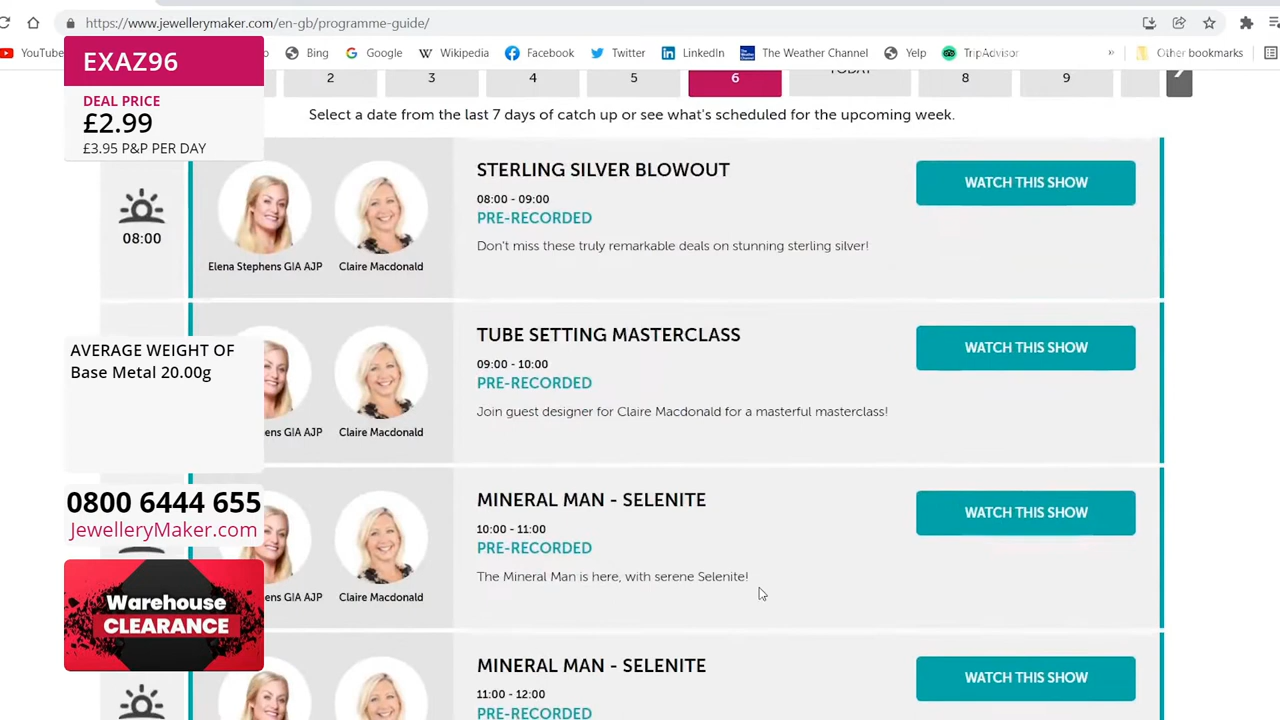 https://www.jewellerymaker.com/en-gb/programme-guide/
YouTube
Bing
Google
Wikipedia
Facebook
Twitter
LinkedIn
The Weather Channel
Yelp
TripAdvisor
»
Other bookmarks
EXAZ96
DEAL PRICE
£2.99
£3.95 P&P PER DAY
2
3
4
5
6
TODAY
8
9
Select a date from the last 7 days of catch up or see what's scheduled for the upcoming week.
08:00
Elena Stephens GIA AJP
Claire Macdonald
STERLING SILVER BLOWOUT
08:00 - 09:00
PRE-RECORDED
Don't miss these truly remarkable deals on stunning sterling silver!
WATCH THIS SHOW
AVERAGE WEIGHT OF
Base Metal 20.00g
ens GIA AJP
Claire Macdonald
TUBE SETTING MASTERCLASS
09:00 - 10:00
PRE-RECORDED
Join guest designer for Claire Macdonald for a masterful masterclass!
WATCH THIS SHOW
0800 6444 655
JewelleryMaker.com
ens GIA AJP
Claire Macdonald
MINERAL MAN - SELENITE
10:00 - 11:00
PRE-RECORDED
The Mineral Man is here, with serene Selenite!
WATCH THIS SHOW
Warehouse
CLEARANCE
MINERAL MAN - SELENITE
11:00 - 12:00
PRE-RECORDED
WATCH THIS SHOW